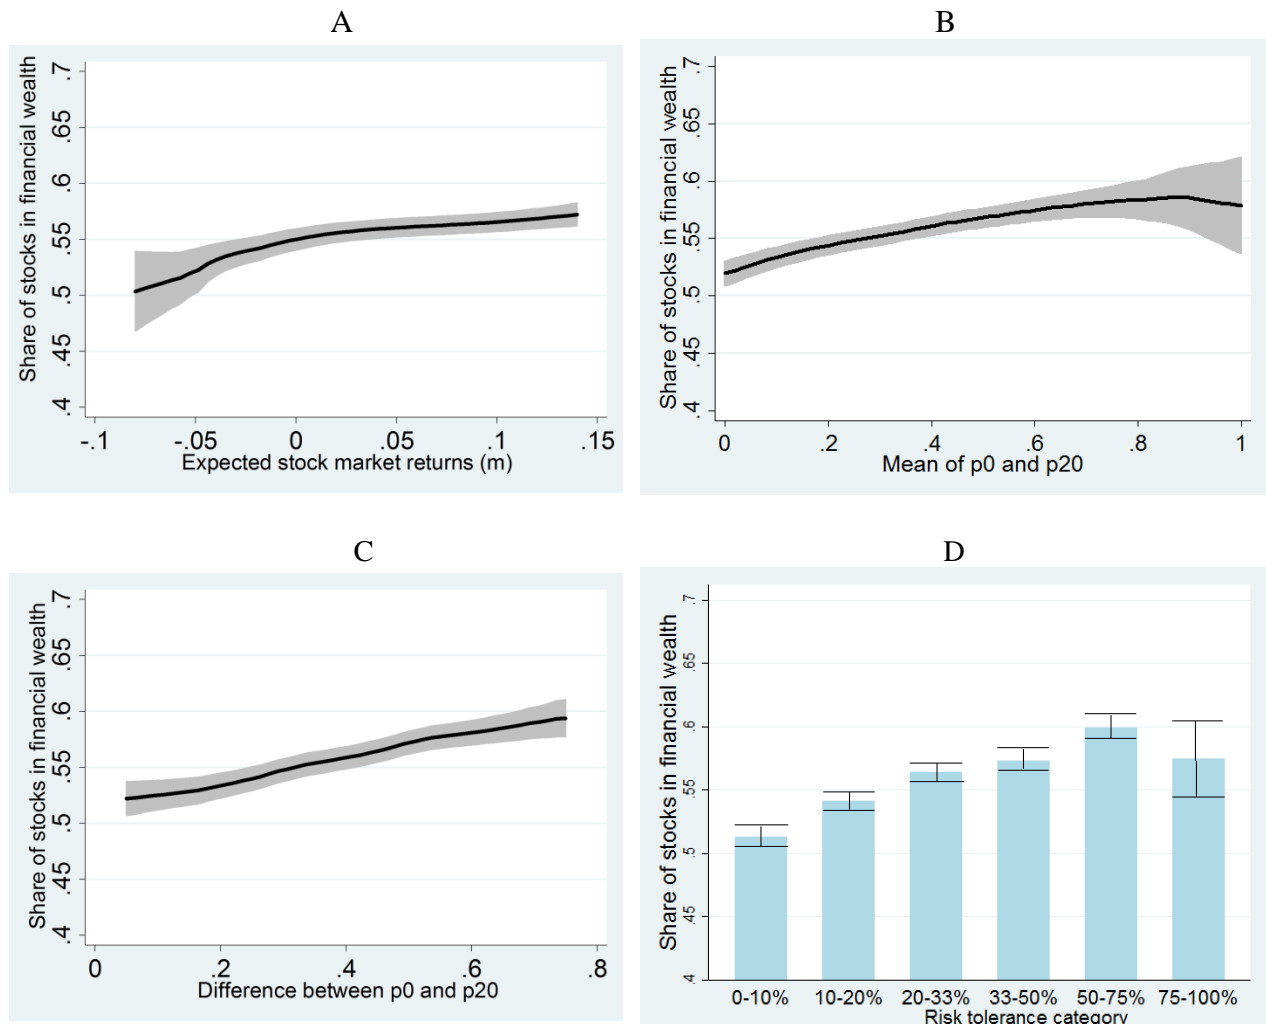 A
Share of stocks in financial wealth
.7
.65
.6
.55
.5
.45
.4
-.1 -.05 0 .05 .1 .15
Expected stock market returns (m)
B
Share of stocks in financial wealth
.7
.65
.6
.55
.5
.45
.4
0 .2 .4 .6 .8 1
Mean of p0 and p20
C
Share of stocks in financial wealth
.7
.65
.6
.55
.5
.45
.4
0 .2 .4 .6 .8
Difference between p0 and p20
D
Share of stocks in financial wealth
.7
.65
.6
.55
.5
.45
.4
0-10% 10-20% 20-33% 33-50% 50-75% 75-100%
Risk tolerance category